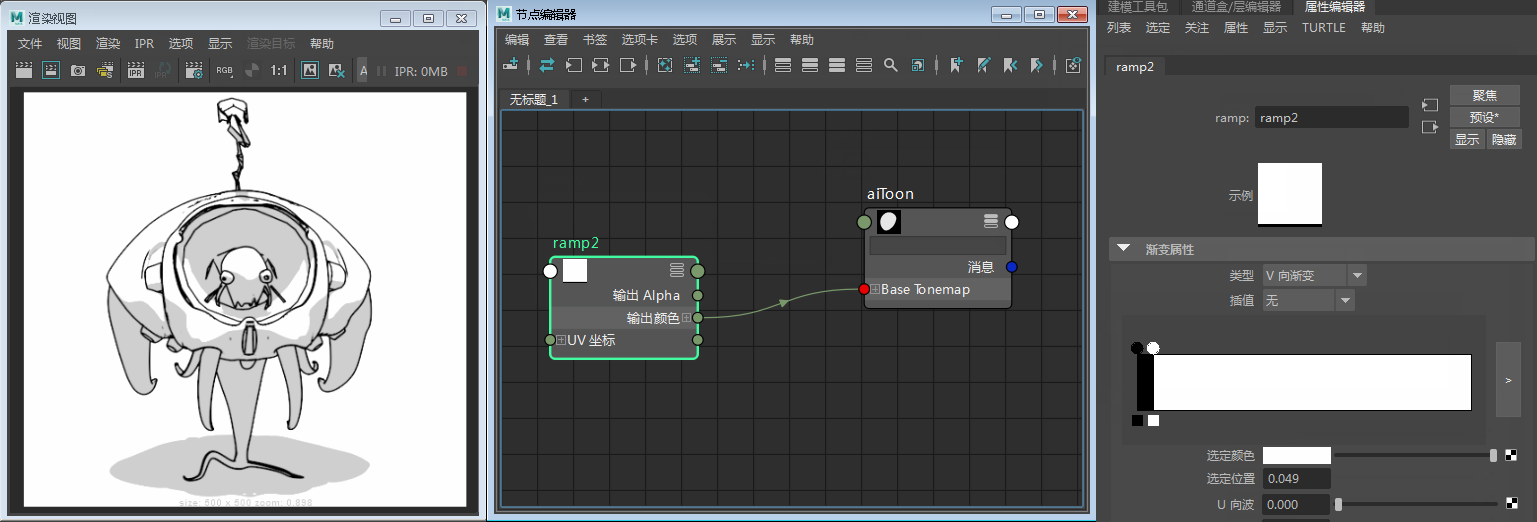 渲染视图
文件 视图 渲染 IPR 选项 显示 渲染目标 帮助
IPR RGB 1:1 A IPR: 0MB
size: 500 x 500 zoom: 0.898
节点编辑器
编辑 查看 书签 选项卡 选项 展示 显示 帮助
无标题_1 +
ramp2
输出 Alpha
输出颜色
UV 坐标
aiToon
消息
Base Tonemap
建模工具包 通道盒/层编辑器 属性编辑器
列表 选定 关注 属性 显示 TURTLE 帮助
ramp2
聚焦
ramp: ramp2 预设*
显示 隐藏
示例
渐变属性
类型 V 向渐变
插值 无
>
选定颜色
选定位置 0.049
U 向波 0.000